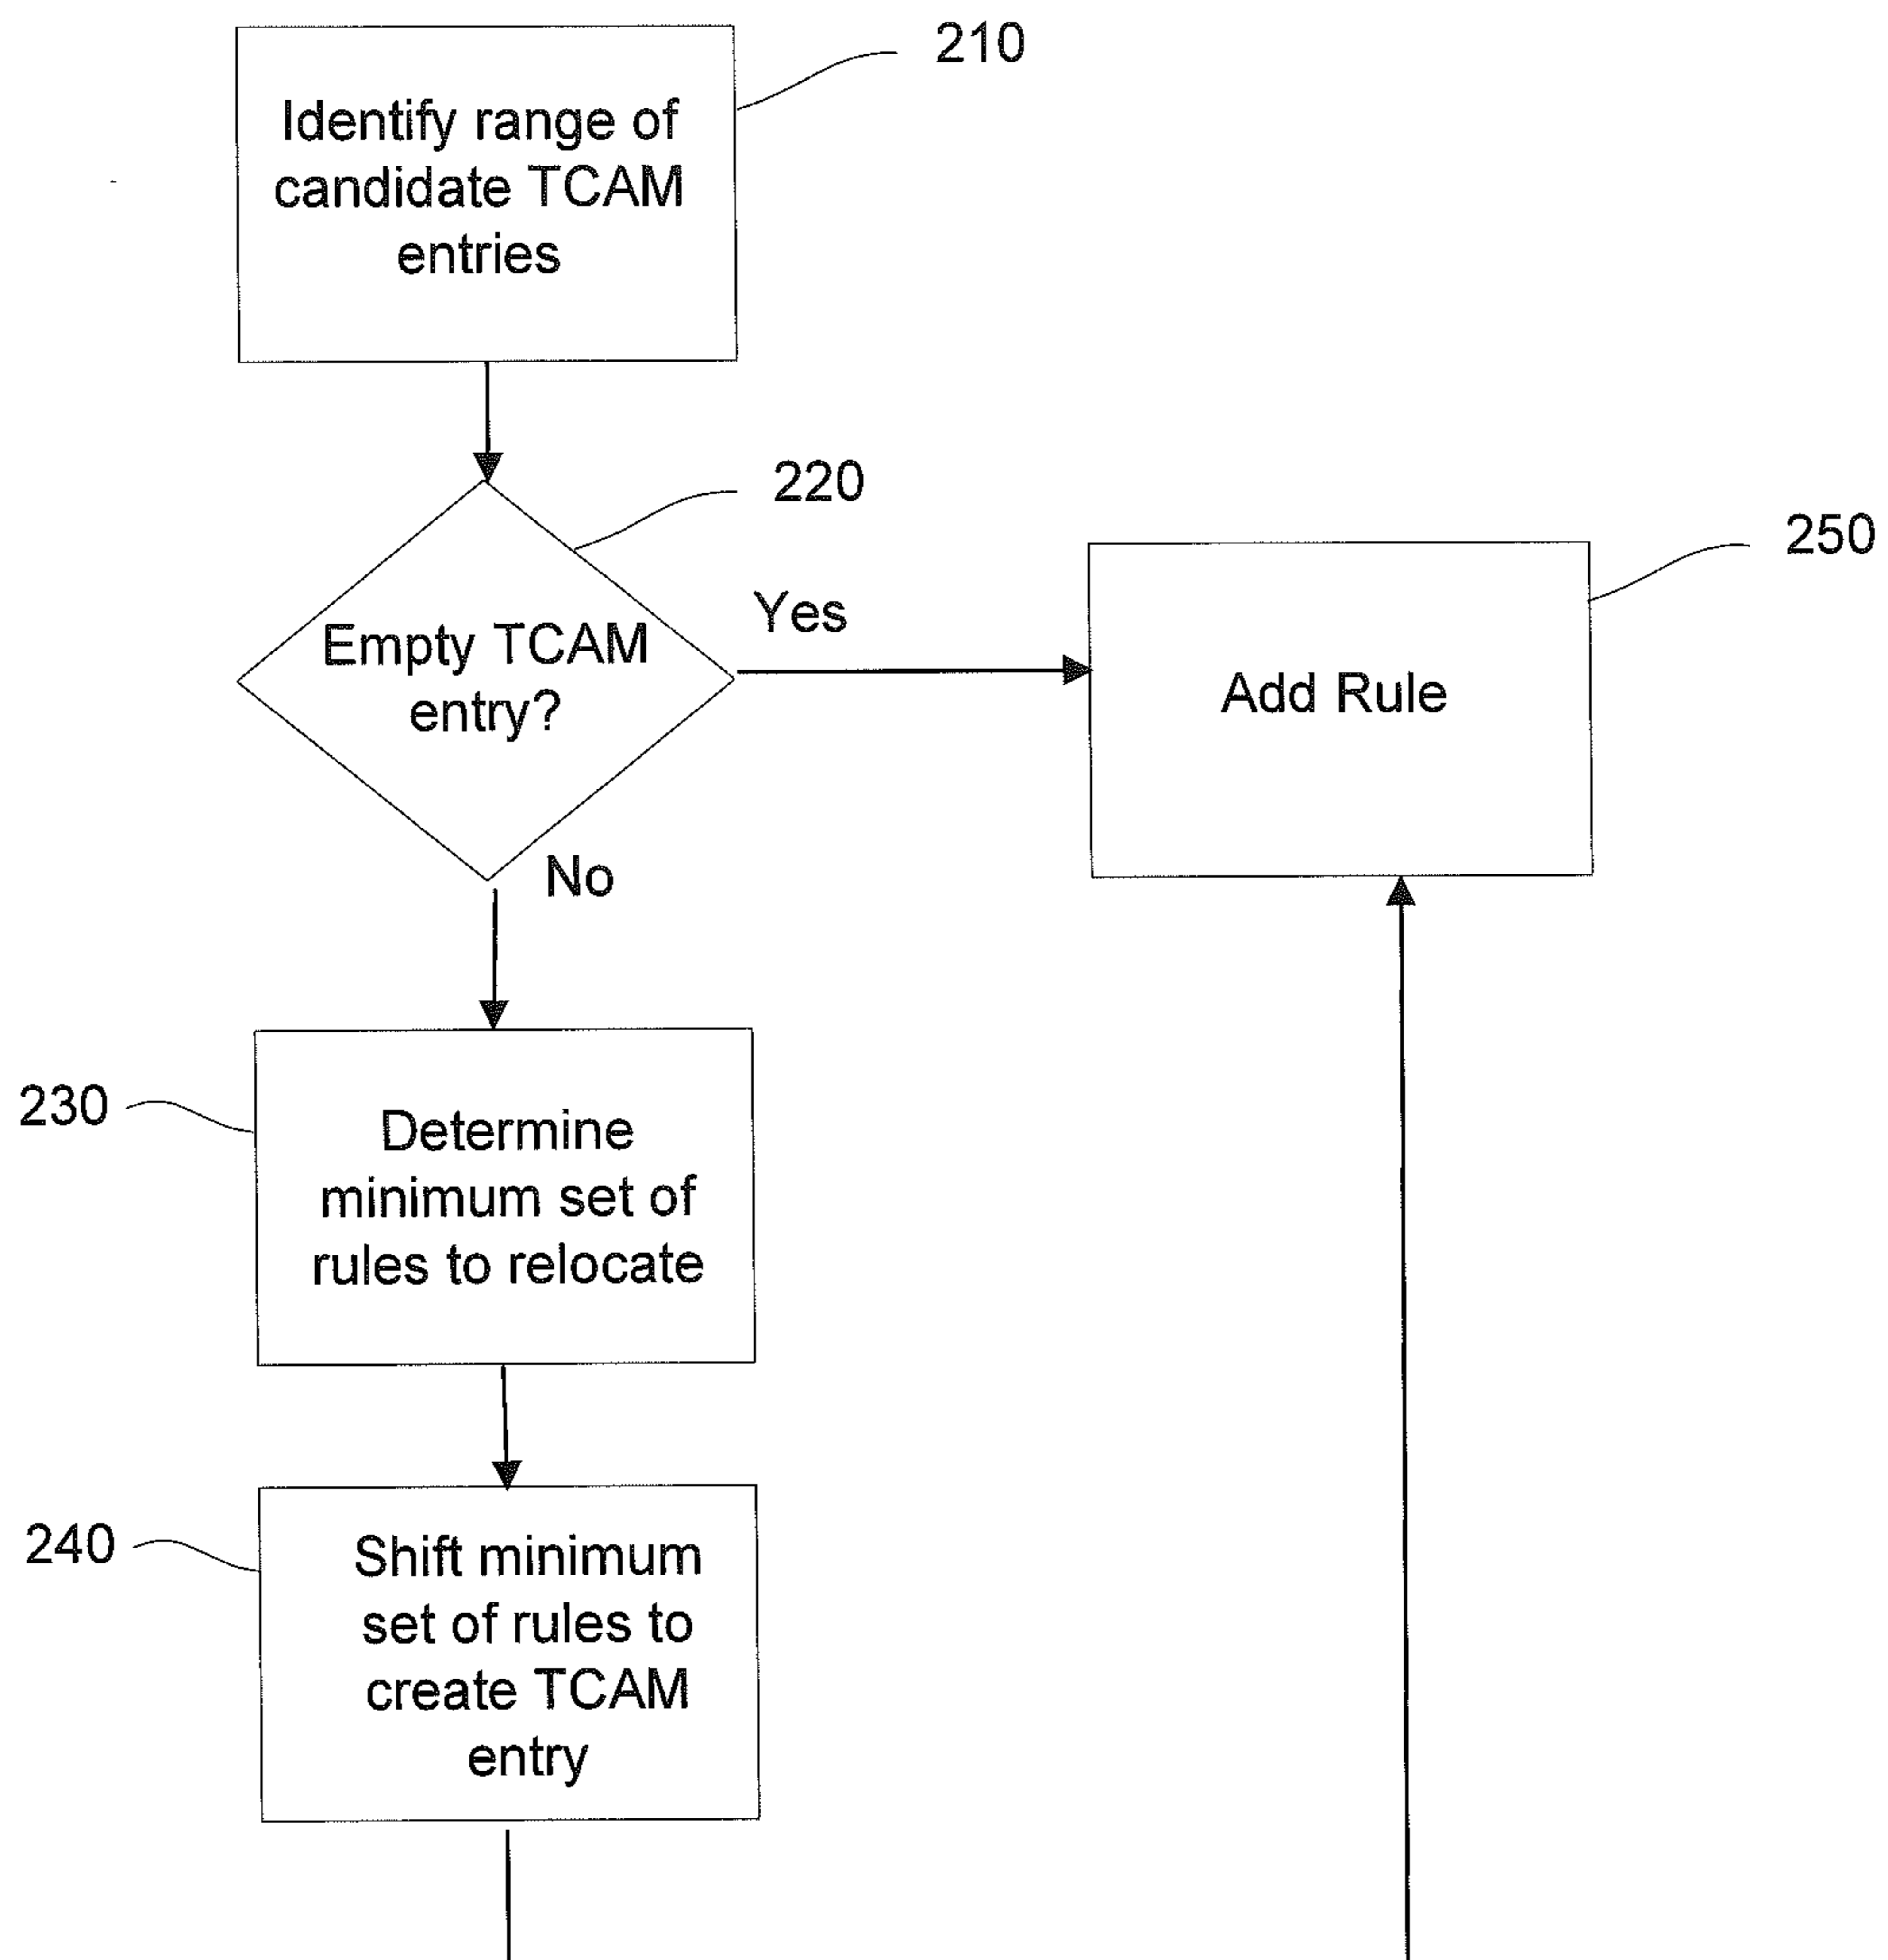 210
Identify range of
candidate TCAM
entries
220
Empty TCAM
entry?
Yes
No
250
Add Rule
230
Determine
minimum set of
rules to relocate
240
Shift minimum
set of rules to
create TCAM
entry